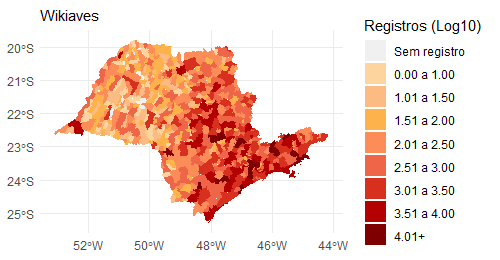 Wikiaves
20°S
21°S
22°S
23°S
24°S
25°S
52°W
50°W
48°W
46°W
44°W
Registros (Log10)
Sem registro
0.00 a 1.00
1.01 a 1.50
1.51 a 2.00
2.01 a 2.50
2.51 a 3.00
3.01 a 3.50
3.51 a 4.00
4.01+